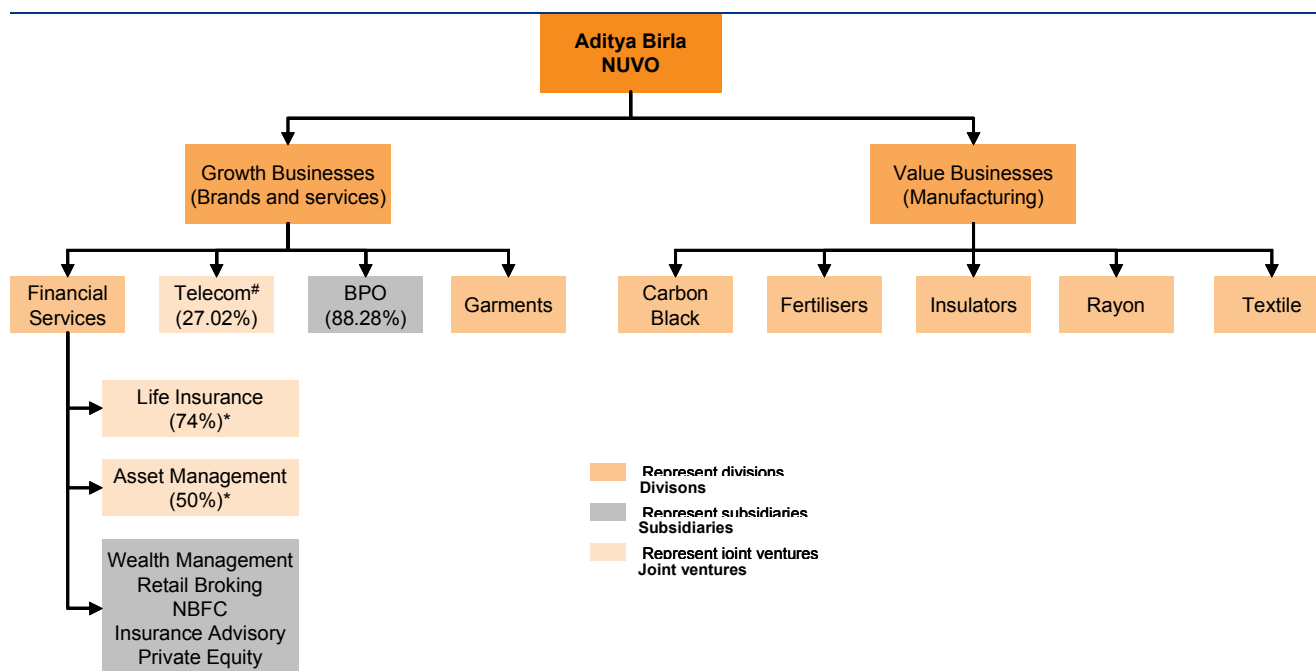 Aditya Birla
NUVO
Growth Businesses
(Brands and services)
Value Businesses
(Manufacturing)
Financial
Services
Telecom#
(27.02%)
BPO
(88.28%)
Garments
Carbon
Black
Fertilisers
Insulators
Rayon
Textile
Life Insurance
(74%)*
Asset Management
(50%)*
Wealth Management
Retail Broking
NBFC
Insurance Advisory
Private Equity
Represent divisions
Divisons
Represent subsidiaries
Subsidiaries
Represent joint ventures
Joint ventures